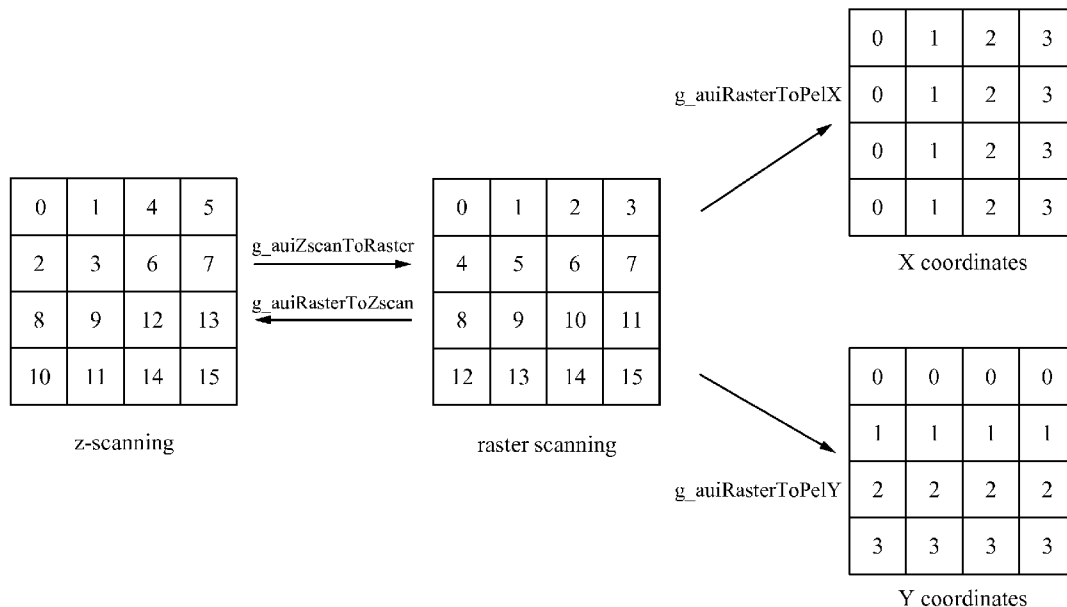 0 1 2 3
0 1 2 3
0 1 2 3
0 1 2 3
X coordinates
g_auiRasterToPelX
0 1 4 5
2 3 6 7
8 9 12 13
10 11 14 15
z-scanning
g_auiZscanToRaster
g_auiRasterToZscan
0 1 2 3
4 5 6 7
8 9 10 11
12 13 14 15
raster scanning
g_auiRasterToPelY
0 0 0 0
1 1 1 1
2 2 2 2
3 3 3 3
Y coordinates